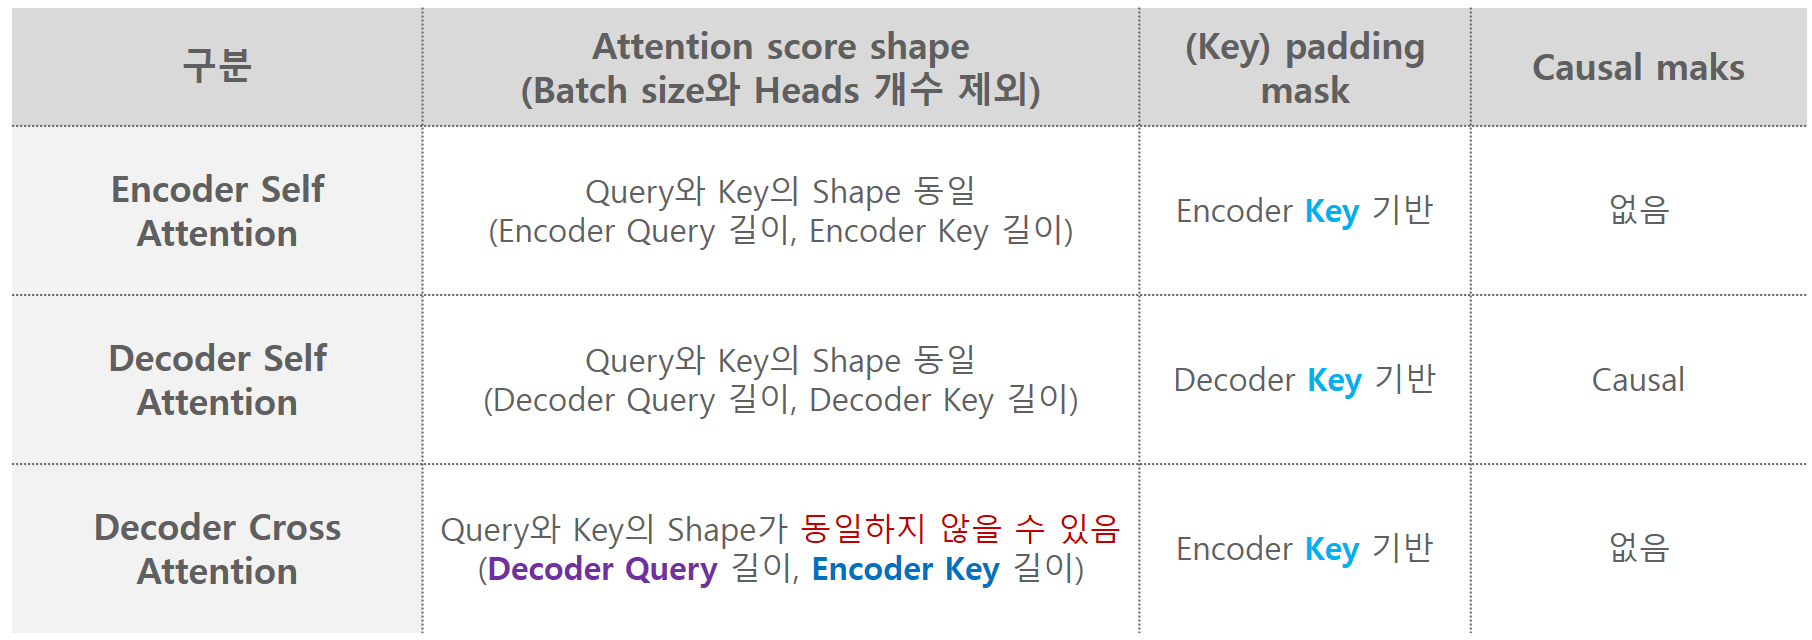 구분
Attention score shape
(Batch size와 Heads 개수 제외)
(Key) padding
mask
Causal maks
Encoder Self
Attention
Query와 Key의 Shape 동일
(Encoder Query 길이, Encoder Key 길이)
Encoder Key 기반
없음
Decoder Self
Attention
Query와 Key의 Shape 동일
(Decoder Query 길이, Decoder Key 길이)
Decoder Key 기반
Causal
Decoder Cross
Attention
Query와 Key의 Shape가 동일하지 않을 수 있음
(Decoder Query 길이, Encoder Key 길이)
Encoder Key 기반
없음